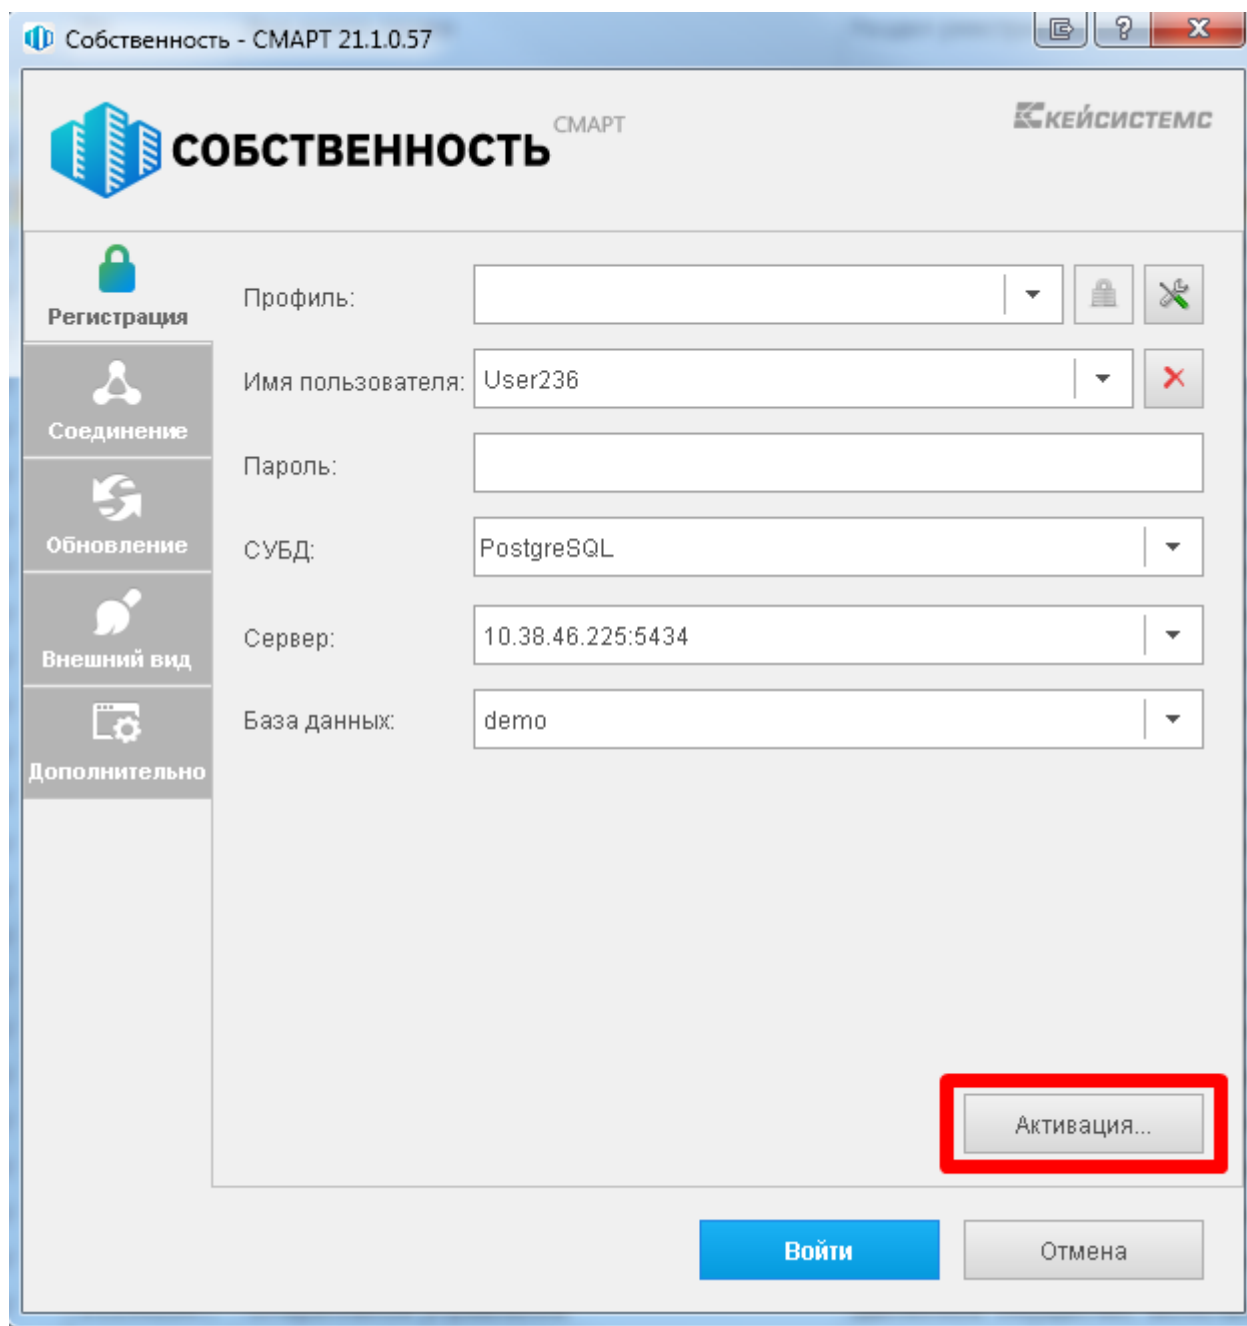 Собственность - СМАРТ 21.1.0.57
СОБСТВЕННОСТЬ СМАРТ
КЕЙСИСТЕМС
Регистрация
Соединение
Обновление
Внешний вид
Дополнительно
Профиль:
Имя пользователя: User236
Пароль:
СУБД: PostgreSQL
Сервер: 10.38.46.225:5434
База данных: demo
Активация...
Войти
Отмена